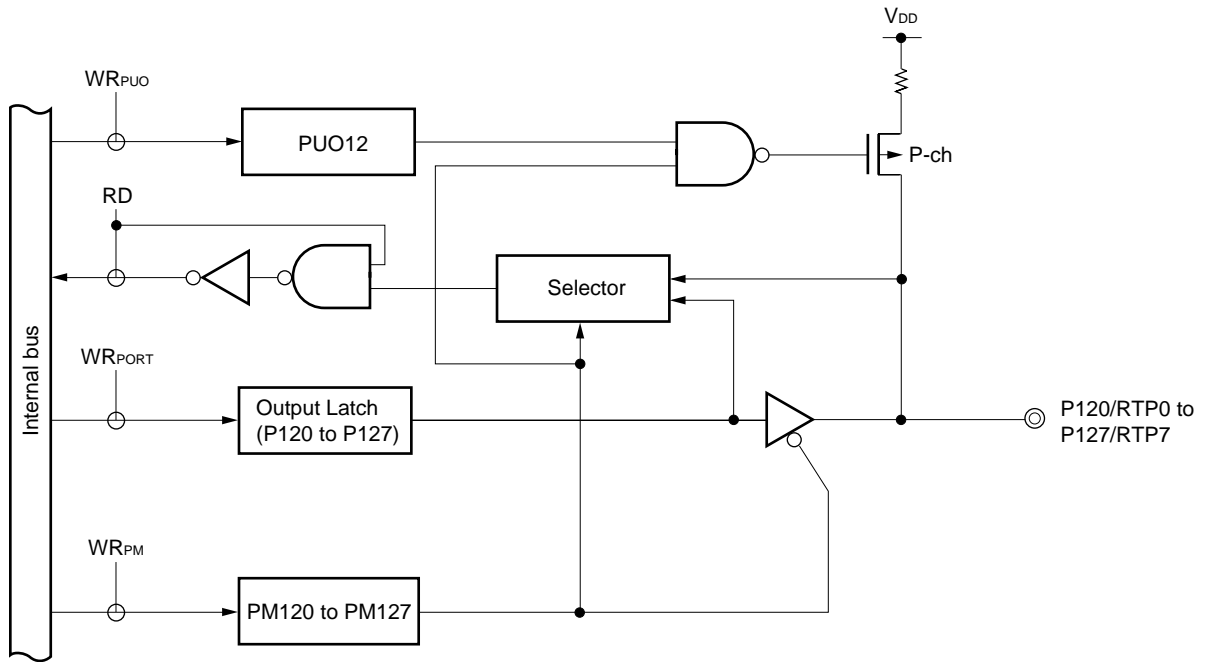 VDD
WRPUO
PUO12
P-ch
RD
Selector
Internal bus
WRPORT
Output Latch
(P120 to P127)
P120/RTP0 to
P127/RTP7
WRPM
PM120 to PM127